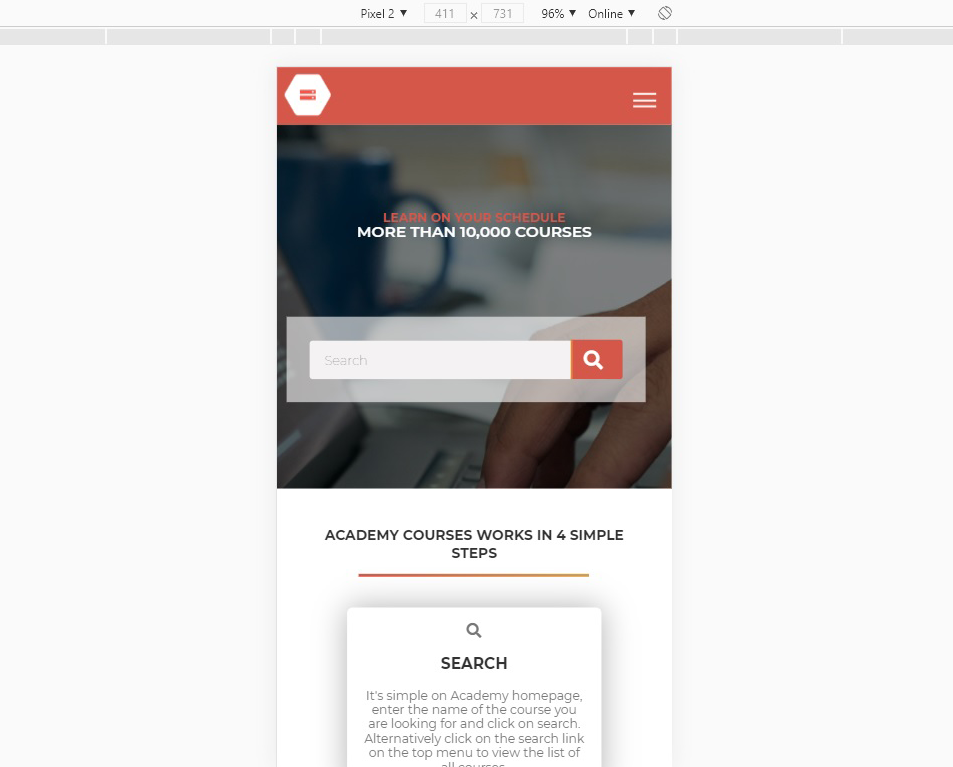 Pixel 2 ▼ 411 × 731 96% ▼ Online ▼
LEARN ON YOUR SCHEDULE
MORE THAN 10,000 COURSES
Search
ACADEMY COURSES WORKS IN 4 SIMPLE
STEPS
SEARCH
It's simple on Academy homepage,
enter the name of the course you
are looking for and click on search.
Alternatively click on the search link
on the top menu to view the list of
all courses.